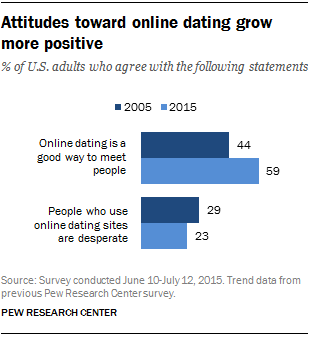 Attitudes toward online dating grow
more positive
% of U.S. adults who agree with the following statements
2005 2015
Online dating is a
good way to meet
people
44
59
People who use
online dating sites
are desperate
29
23
Source: Survey conducted June 10-July 12, 2015. Trend data from
previous Pew Research Center survey.
PEW RESEARCH CENTER